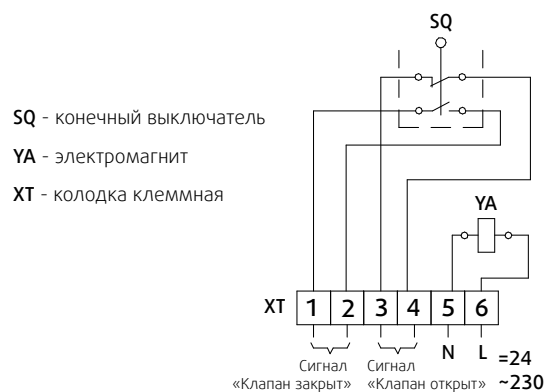 SQ
SQ - конечный выключатель
YA - электромагнит
XT - колодка клеммная
YA
XT 1 2 3 4 5 6
N L =24
~230
Сигнал
«Клапан закрыт»
Сигнал
«Клапан открыт»